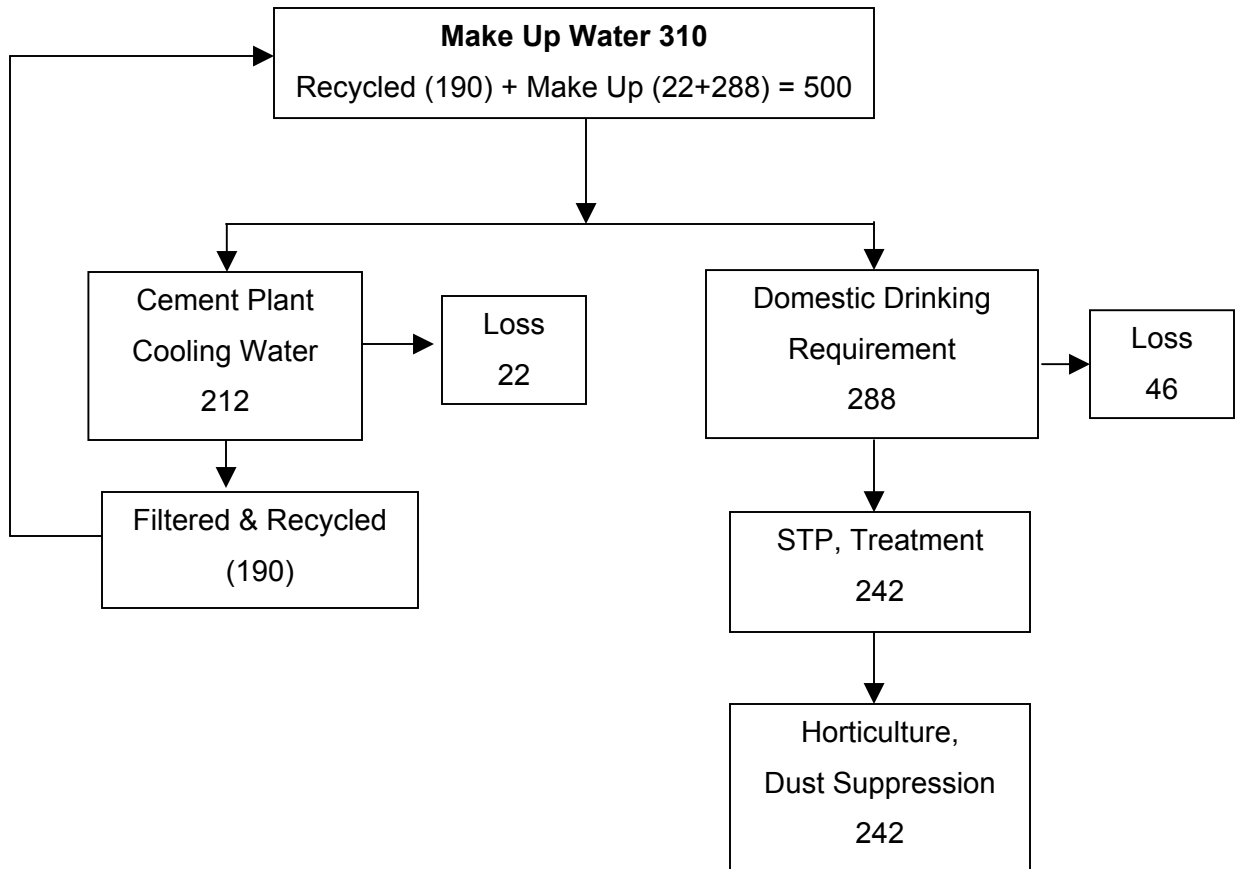 Make Up Water 310
Recycled (190) + Make Up (22+288) = 500
Cement Plant
Cooling Water
212
Loss
22
Domestic Drinking
Requirement
288
Loss
46
Filtered & Recycled
(190)
STP, Treatment
242
Horticulture,
Dust Suppression
242